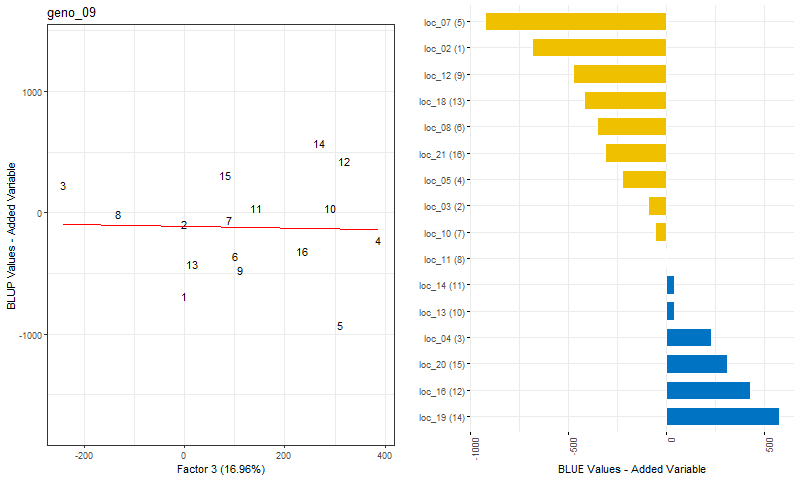 geno_09
BLUP Values - Added Variable
1000
0
-1000
14
12
15
3
11
10
8
7
2
4
16
6
13
9
1
5
-200
0
200
400
Factor 3 (16.96%)
loc_07 (5)
loc_02 (1)
loc_12 (9)
loc_18 (13)
loc_08 (6)
loc_21 (16)
loc_05 (4)
loc_03 (2)
loc_10 (7)
loc_11 (8)
loc_14 (11)
loc_13 (10)
loc_04 (3)
loc_20 (15)
loc_16 (12)
loc_19 (14)
-1000
-500
0
500
BLUE Values - Added Variable